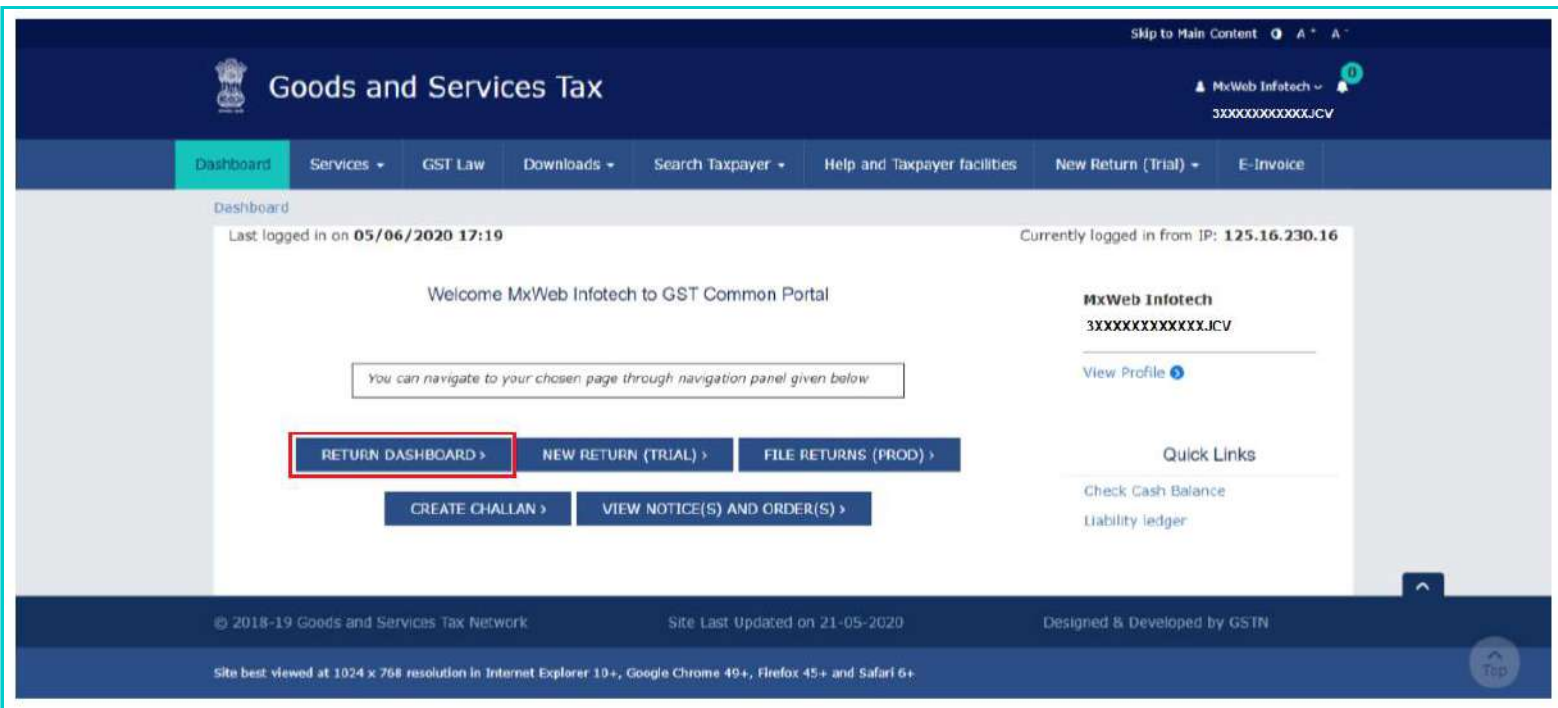 Skip to Main Content A+ A-
Goods and Services Tax
MxWeb Infotech
0
3XXXXXXXXXXXJCV
Dashboard Services GST Law Downloads Search Taxpayer Help and Taxpayer facilities New Return (Trial) E-Invoice
Dashboard
Last logged in on 05/06/2020 17:19
Currently logged in from IP: 125.16.230.16
Welcome MxWeb Infotech to GST Common Portal
You can navigate to your chosen page through navigation panel given below
RETURN DASHBOARD > NEW RETURN (TRIAL) > FILE RETURNS (PROD) >
CREATE CHALLAN > VIEW NOTICE(S) AND ORDER(S) >
MxWeb Infotech
3XXXXXXXXXXXXJCV
View Profile
Quick Links
Check Cash Balance
Liability ledger
© 2018-19 Goods and Services Tax Network Site Last Updated on 21-05-2020 Designed & Developed by GSTN
Site best viewed at 1024 x 768 resolution in Internet Explorer 10+, Google Chrome 49+, Firefox 45+ and Safari 6+
Top